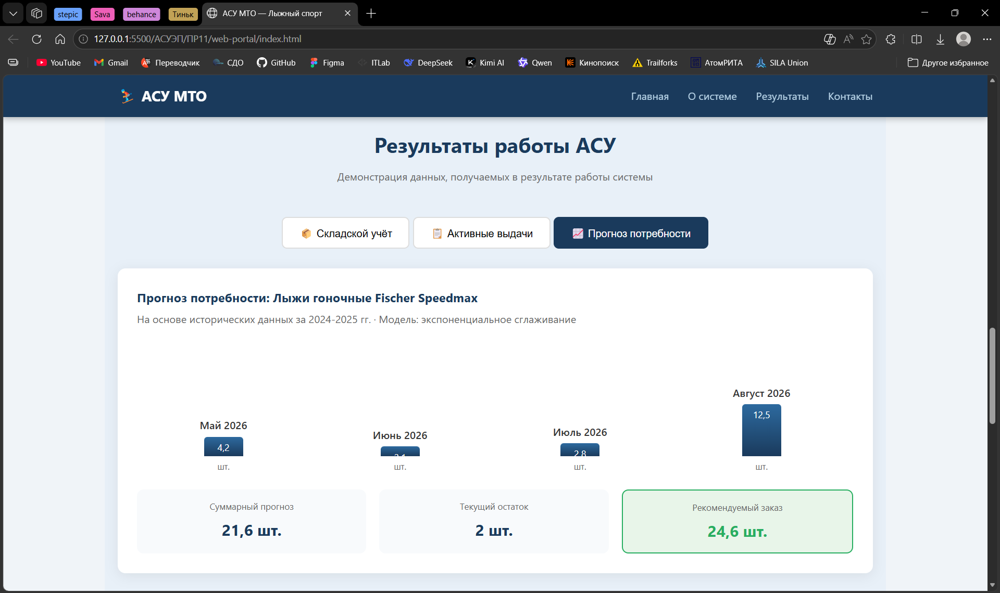 stepic
Sava
behance
Тиньк
АСУ МТО — Лыжный спорт
127.0.0.1:5500/АСУЭП/ПР11/web-portal/index.html
YouTube
Gmail
Переводчик
СДО
GitHub
Figma
ITLab
DeepSeek
Kimi AI
Qwen
Кинопоиск
Trailforks
АтомРИТА
SILA Union
Другое избранное
АСУ МТО
Главная
О системе
Результаты
Контакты
Результаты работы АСУ
Демонстрация данных, получаемых в результате работы системы
Складской учёт
Активные выдачи
Прогноз потребности
Прогноз потребности: Лыжи гоночные Fischer Speedmax
На основе исторических данных за 2024-2025 гг. · Модель: экспоненциальное сглаживание
Май 2026
4,2
шт.
Июнь 2026
шт.
Июль 2026
2,8
шт.
Август 2026
12,5
шт.
Суммарный прогноз
21,6 шт.
Текущий остаток
2 шт.
Рекомендуемый заказ
24,6 шт.